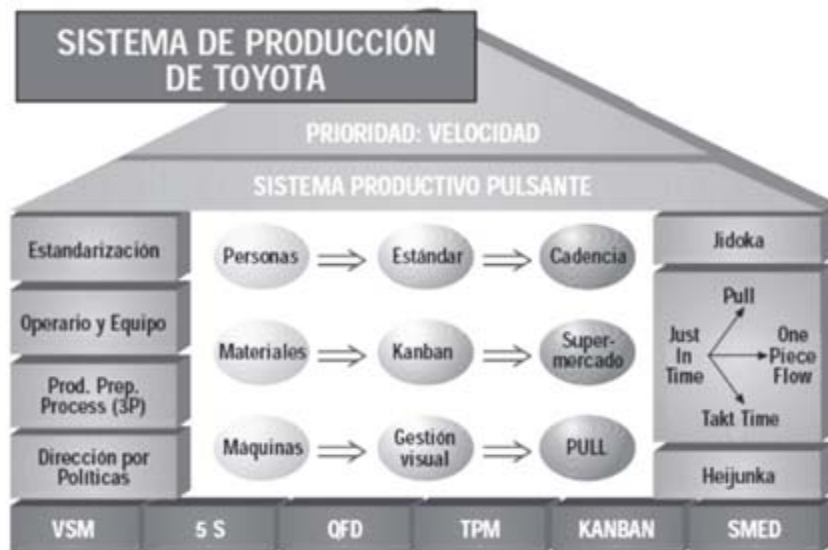 SISTEMA DE PRODUCCIÓN
DE TOYOTA
PRIORIDAD: VELOCIDAD
SISTEMA PRODUCTIVO PULSANTE
Estandarización
Operario y Equipo
Prod. Prep.
Process (3P)
Dirección por
Políticas
Personas
Estándar
Cadencia
Materiales
Kanban
Super-
mercado
Máquinas
Gestión
visual
PULL
Jidoka
Pull
Just
In
Time
One
Piece
Flow
Takt Time
Heijunka
VSM
5 S
QFD
TPM
KANBAN
SMED